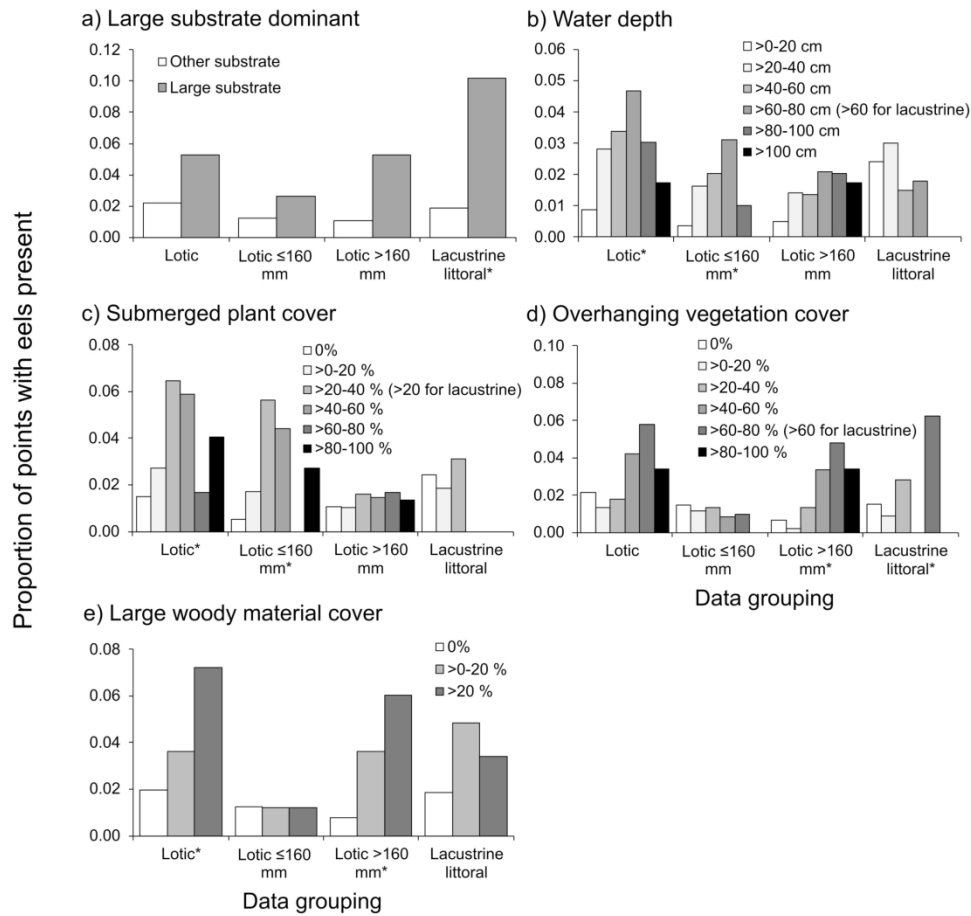 Proportion of points with eels present
a) Large substrate dominant
0.12
0.10
0.08
0.06
0.04
0.02
0.00
Other substrate
Large substrate
Lotic
Lotic ≤160 mm
Lotic >160 mm
Lacustrine littoral*
b) Water depth
0.06
0.05
0.04
0.03
0.02
0.01
0.00
>0-20 cm
>20-40 cm
>40-60 cm
>60-80 cm (>60 for lacustrine)
>80-100 cm
>100 cm
Lotic*
Lotic ≤160 mm*
Lotic >160 mm
Lacustrine littoral
c) Submerged plant cover
0.08
0.06
0.04
0.02
0.00
0%
>0-20 %
>20-40 % (>20 for lacustrine)
>40-60 %
>60-80 %
>80-100 %
Lotic*
Lotic ≤160 mm*
Lotic >160 mm
Lacustrine littoral
d) Overhanging vegetation cover
0.10
0.08
0.06
0.04
0.02
0.00
0%
>0-20 %
>20-40 %
>40-60 %
>60-80 % (>60 for lacustrine)
>80-100 %
Lotic
Lotic ≤160 mm
Lotic >160 mm*
Lacustrine littoral*
Data grouping
e) Large woody material cover
0.08
0.06
0.04
0.02
0.00
0%
>0-20 %
>20 %
Lotic*
Lotic ≤160 mm
Lotic >160 mm*
Lacustrine littoral
Data grouping